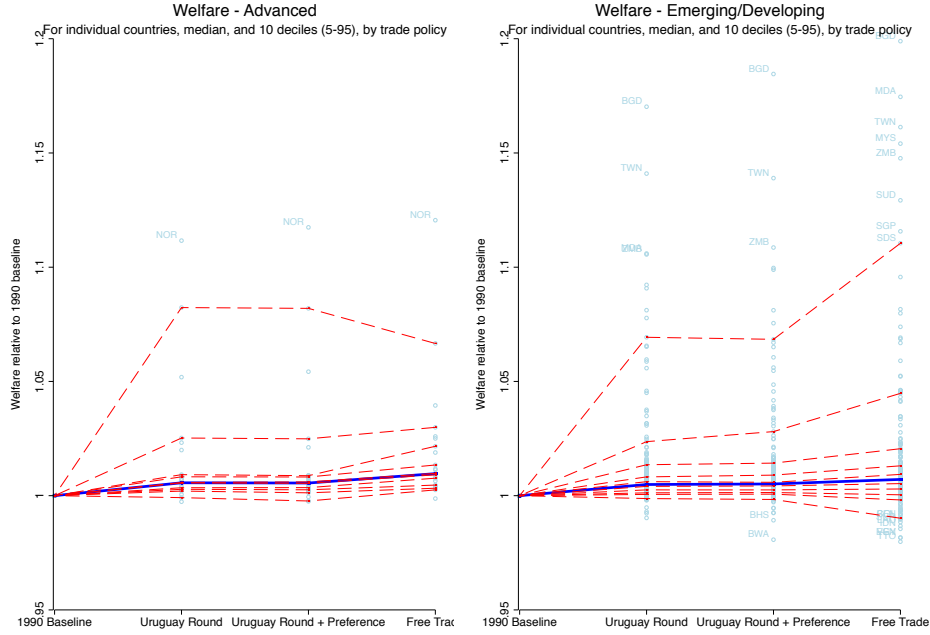 Welfare - Advanced
For individual countries, median, and 10 deciles (5-95), by trade policy
Welfare relative to 1990 baseline
1.2
1.15
1.1
1.05
1
.95
NOR
NOR
NOR
1990 Baseline
Uruguay Round
Uruguay Round + Preference
Free Trad
Welfare - Emerging/Developing
For individual countries, median, and 10 deciles (5-95), by trade policy
Welfare relative to 1990 baseline
1.2
1.15
1.1
1.05
1
.95
BGD
TWN
ZMB
BGD
TWN
ZMB
BHS
BWA
MDA
TWN
MYS
ZMB
SUD
SGP
SDS
1990 Baseline
Uruguay Round
Uruguay Round + Preference
Free Trade